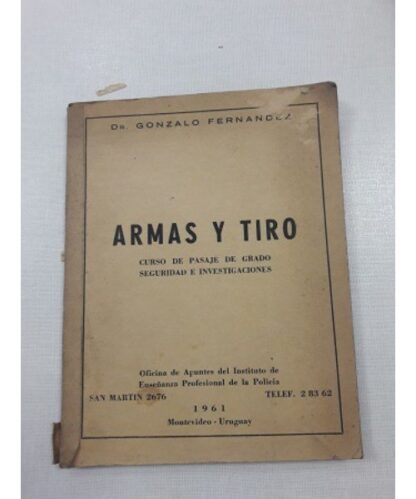 Dr. GONZALO FERNANDEZ
ARMAS Y TIRO
CURSO DE PASAJE DE GRADO
SEGURIDAD E INVESTIGACIONES
Oficina de Apuntes del Instituto de
Enseñanza Profesional de la Policía
SAN MARTIN 2676 TELEF. 2 83 62
1961
Montevideo - Uruguay